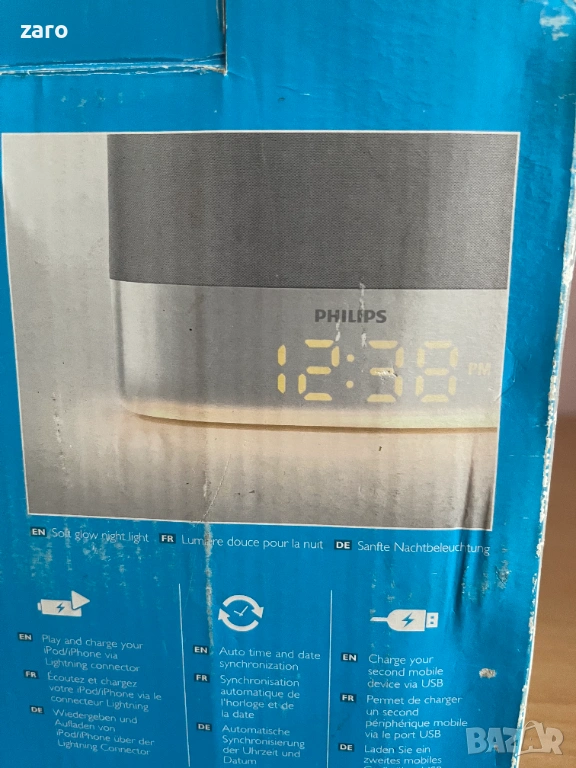 zaro
PHILIPS
12:38 PM
EN Soft glow night light FR Lumière douce pour la nuit DE Sanfte Nachtbeleuchtung
EN Play and charge your
iPod/iPhone via
Lightning connector
FR Écoutez et chargez
votre iPod/iPhone via le
connecteur Lightning
DE Wiedergeben und
Aufladen von
iPod/iPhone über der
Lightning Connector
EN Auto time and date
synchronization
FR Synchronisation
automatique de
l'horloge et de
la date
DE Automatische
Synchronisierung
der Uhrzeit und
Datum
EN Charge your
second mobile
device via USB
FR Permet de charger
un second
périphérique mobile
via le port USB
DE Laden Sie ein
zweites mobiles
bazar.bg